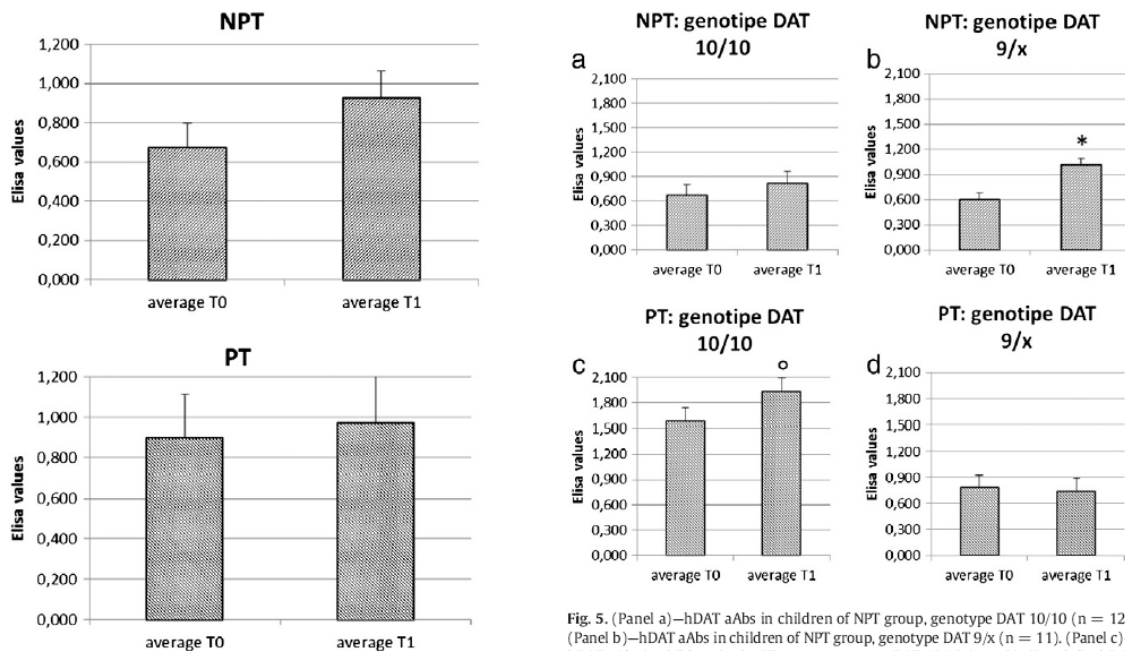 NPT
1,200
1,000
0,800
0,600
0,400
0,200
0,000
Elisa values
average T0
average T1
PT
1,200
1,000
0,800
0,600
0,400
0,200
0,000
Elisa values
average T0
average T1
NPT: genotipe DAT
10/10
a
2,100
1,800
1,500
1,200
0,900
0,600
0,300
0,000
Elisa values
average T0
average T1
NPT: genotipe DAT
9/x
b
2,100
1,800
1,500
1,200
0,900
0,600
0,300
0,000
Elisa values
*
average T0
average T1
PT: genotipe DAT
10/10
c
2,100
1,800
1,500
1,200
0,900
0,600
0,300
0,000
Elisa values
average T0
average T1
PT: genotipe DAT
9/x
d
2,100
1,800
1,500
1,200
0,900
0,600
0,300
0,000
Elisa values
average T0
average T1
Fig. 5. (Panel a)—hDAT aAbs in children of NPT group, genotype DAT 10/10 (n = 12
(Panel b)—hDAT aAbs in children of NPT group, genotype DAT 9/x (n = 11). (Panel c)